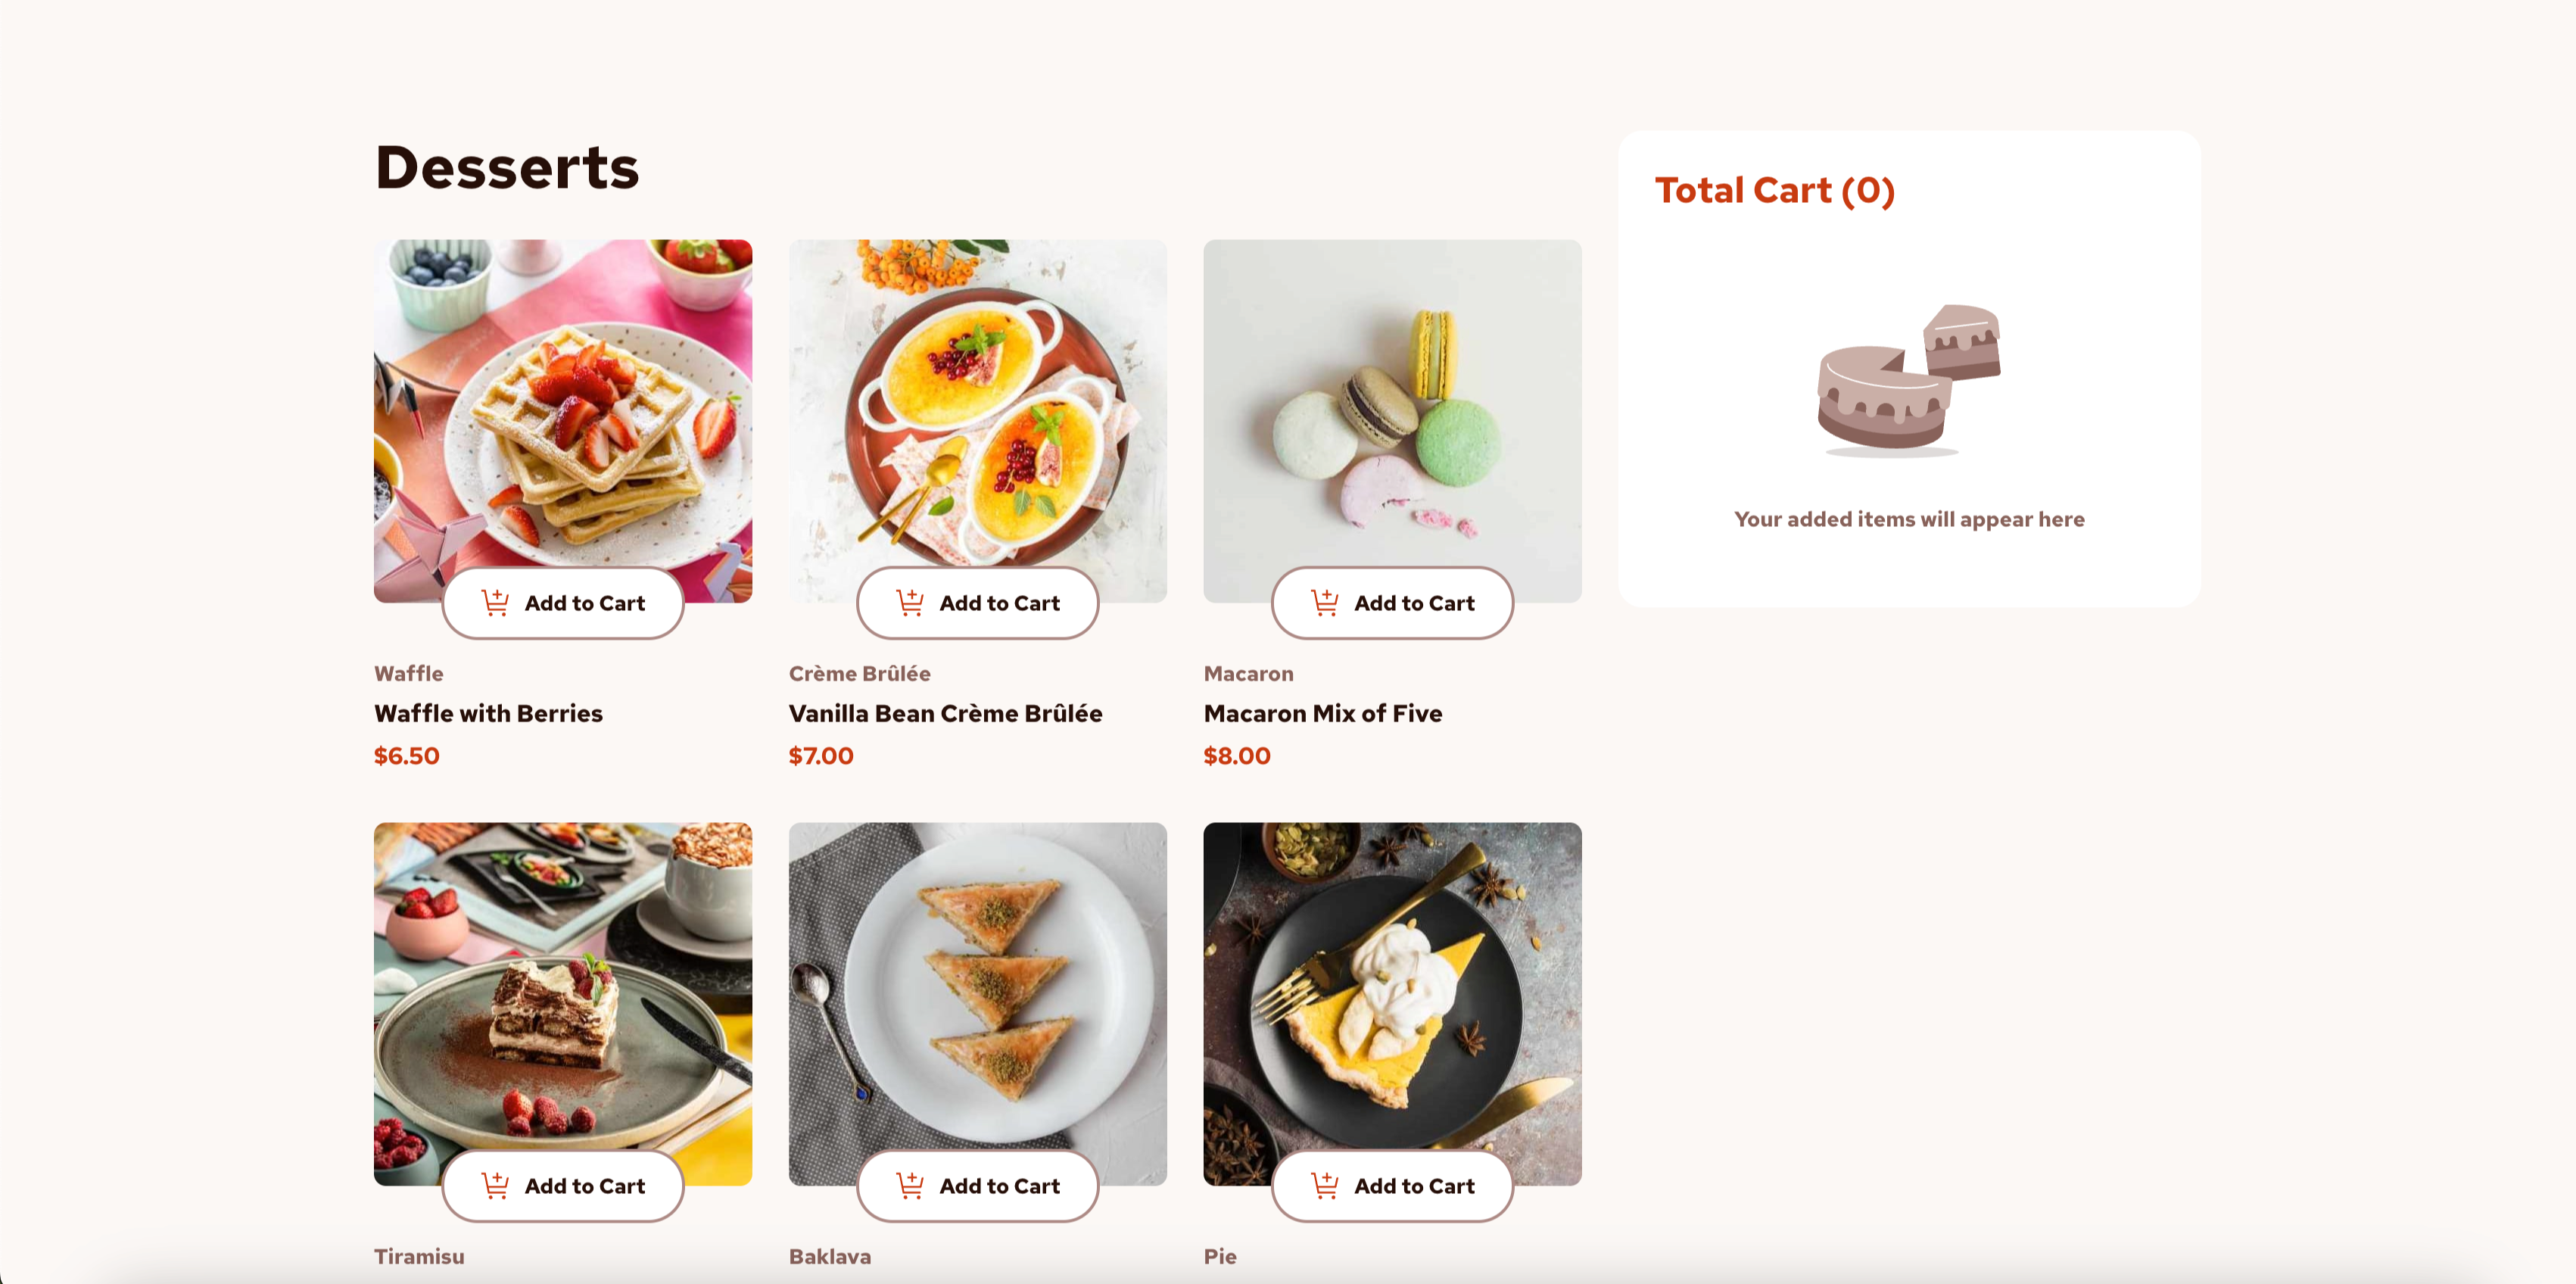 Desserts
Total Cart (0)
Your added items will appear here
Add to Cart
Add to Cart
Add to Cart
Waffle
Waffle with Berries
$6.50
Crème Brûlée
Vanilla Bean Crème Brûlée
$7.00
Macaron
Macaron Mix of Five
$8.00
Add to Cart
Add to Cart
Add to Cart
Tiramisu
Baklava
Pie